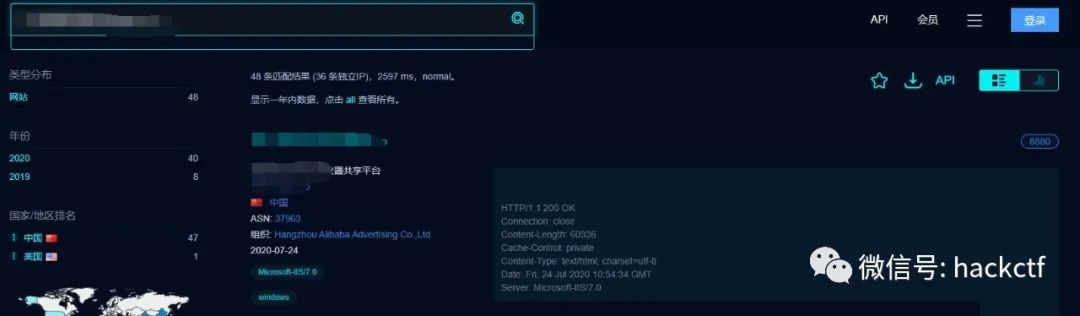 API 会员 登录
类型分布
网站 48
年份
2020 40
2019 8
国家/地区排名
中国 47
美国 1
48 条匹配结果 (36 条独立IP)，2597 ms，normal。
显示一年内数据，点击 all 查看所有。
API
8880
仪器共享平台
中国
ASN: 37963
组织: Hangzhou Alibaba Advertising Co.,Ltd.
2020-07-24
Microsoft-IIS/7.0
windows
HTTP/1.1 200 OK
Connection: close
Content-Length: 60336
Cache-Control: private
Content-Type: text/html; charset=utf-8
Date: Fri, 24 Jul 2020 10:54:34 GMT
Server: Microsoft-IIS/7.0
微信号: hackctf